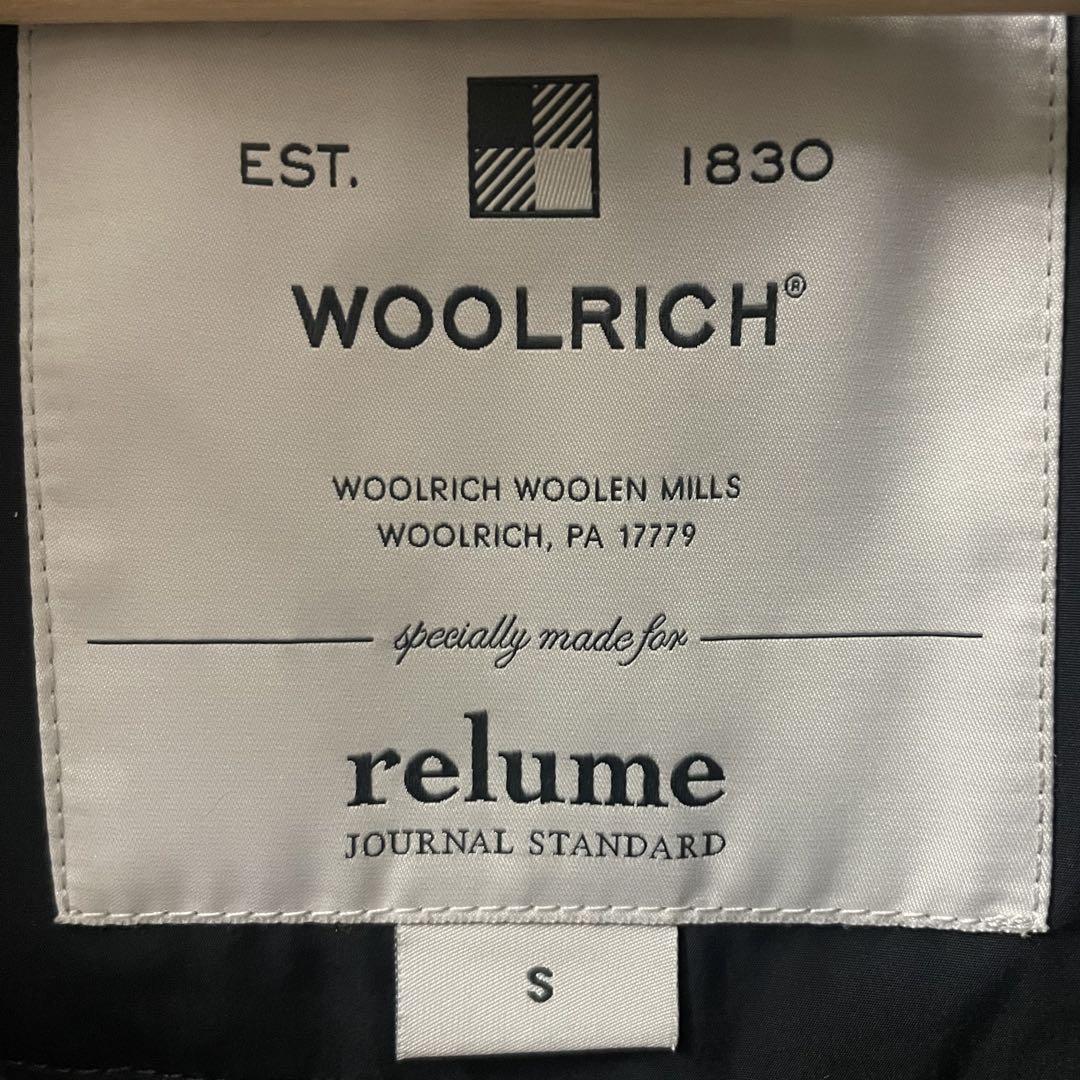 EST. 1830
WOOLRICH®
WOOLRICH WOOLEN MILLS
WOOLRICH, PA 17779
specially made for
relume
JOURNAL STANDARD
S